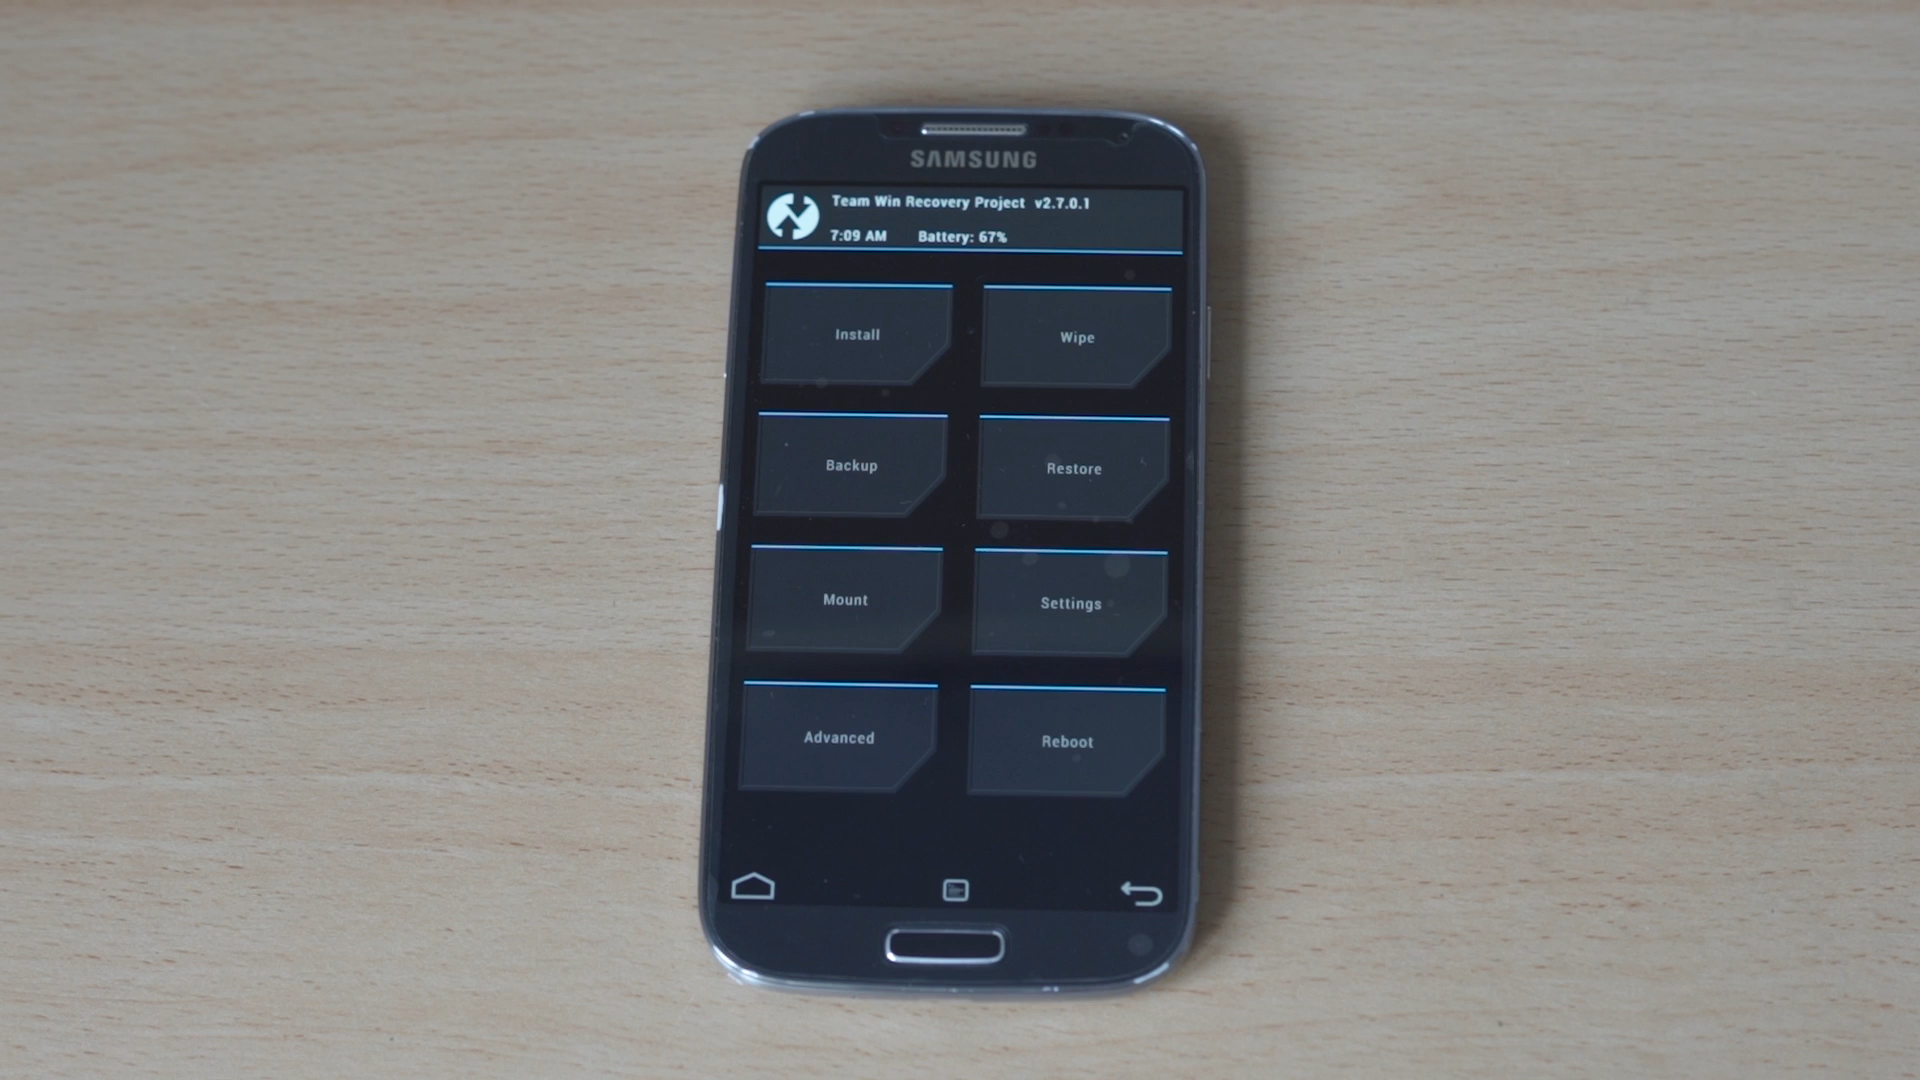 SAMSUNG
Team Win Recovery Project v2.7.0.1
7:09 AM Battery: 67%
Install Wipe
Backup Restore
Mount Settings
Advanced Reboot